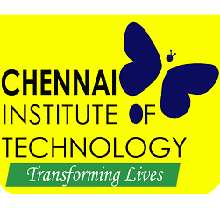 CHENNAI
INSTITUTE OF
TECHNOLOGY
Transforming Lives